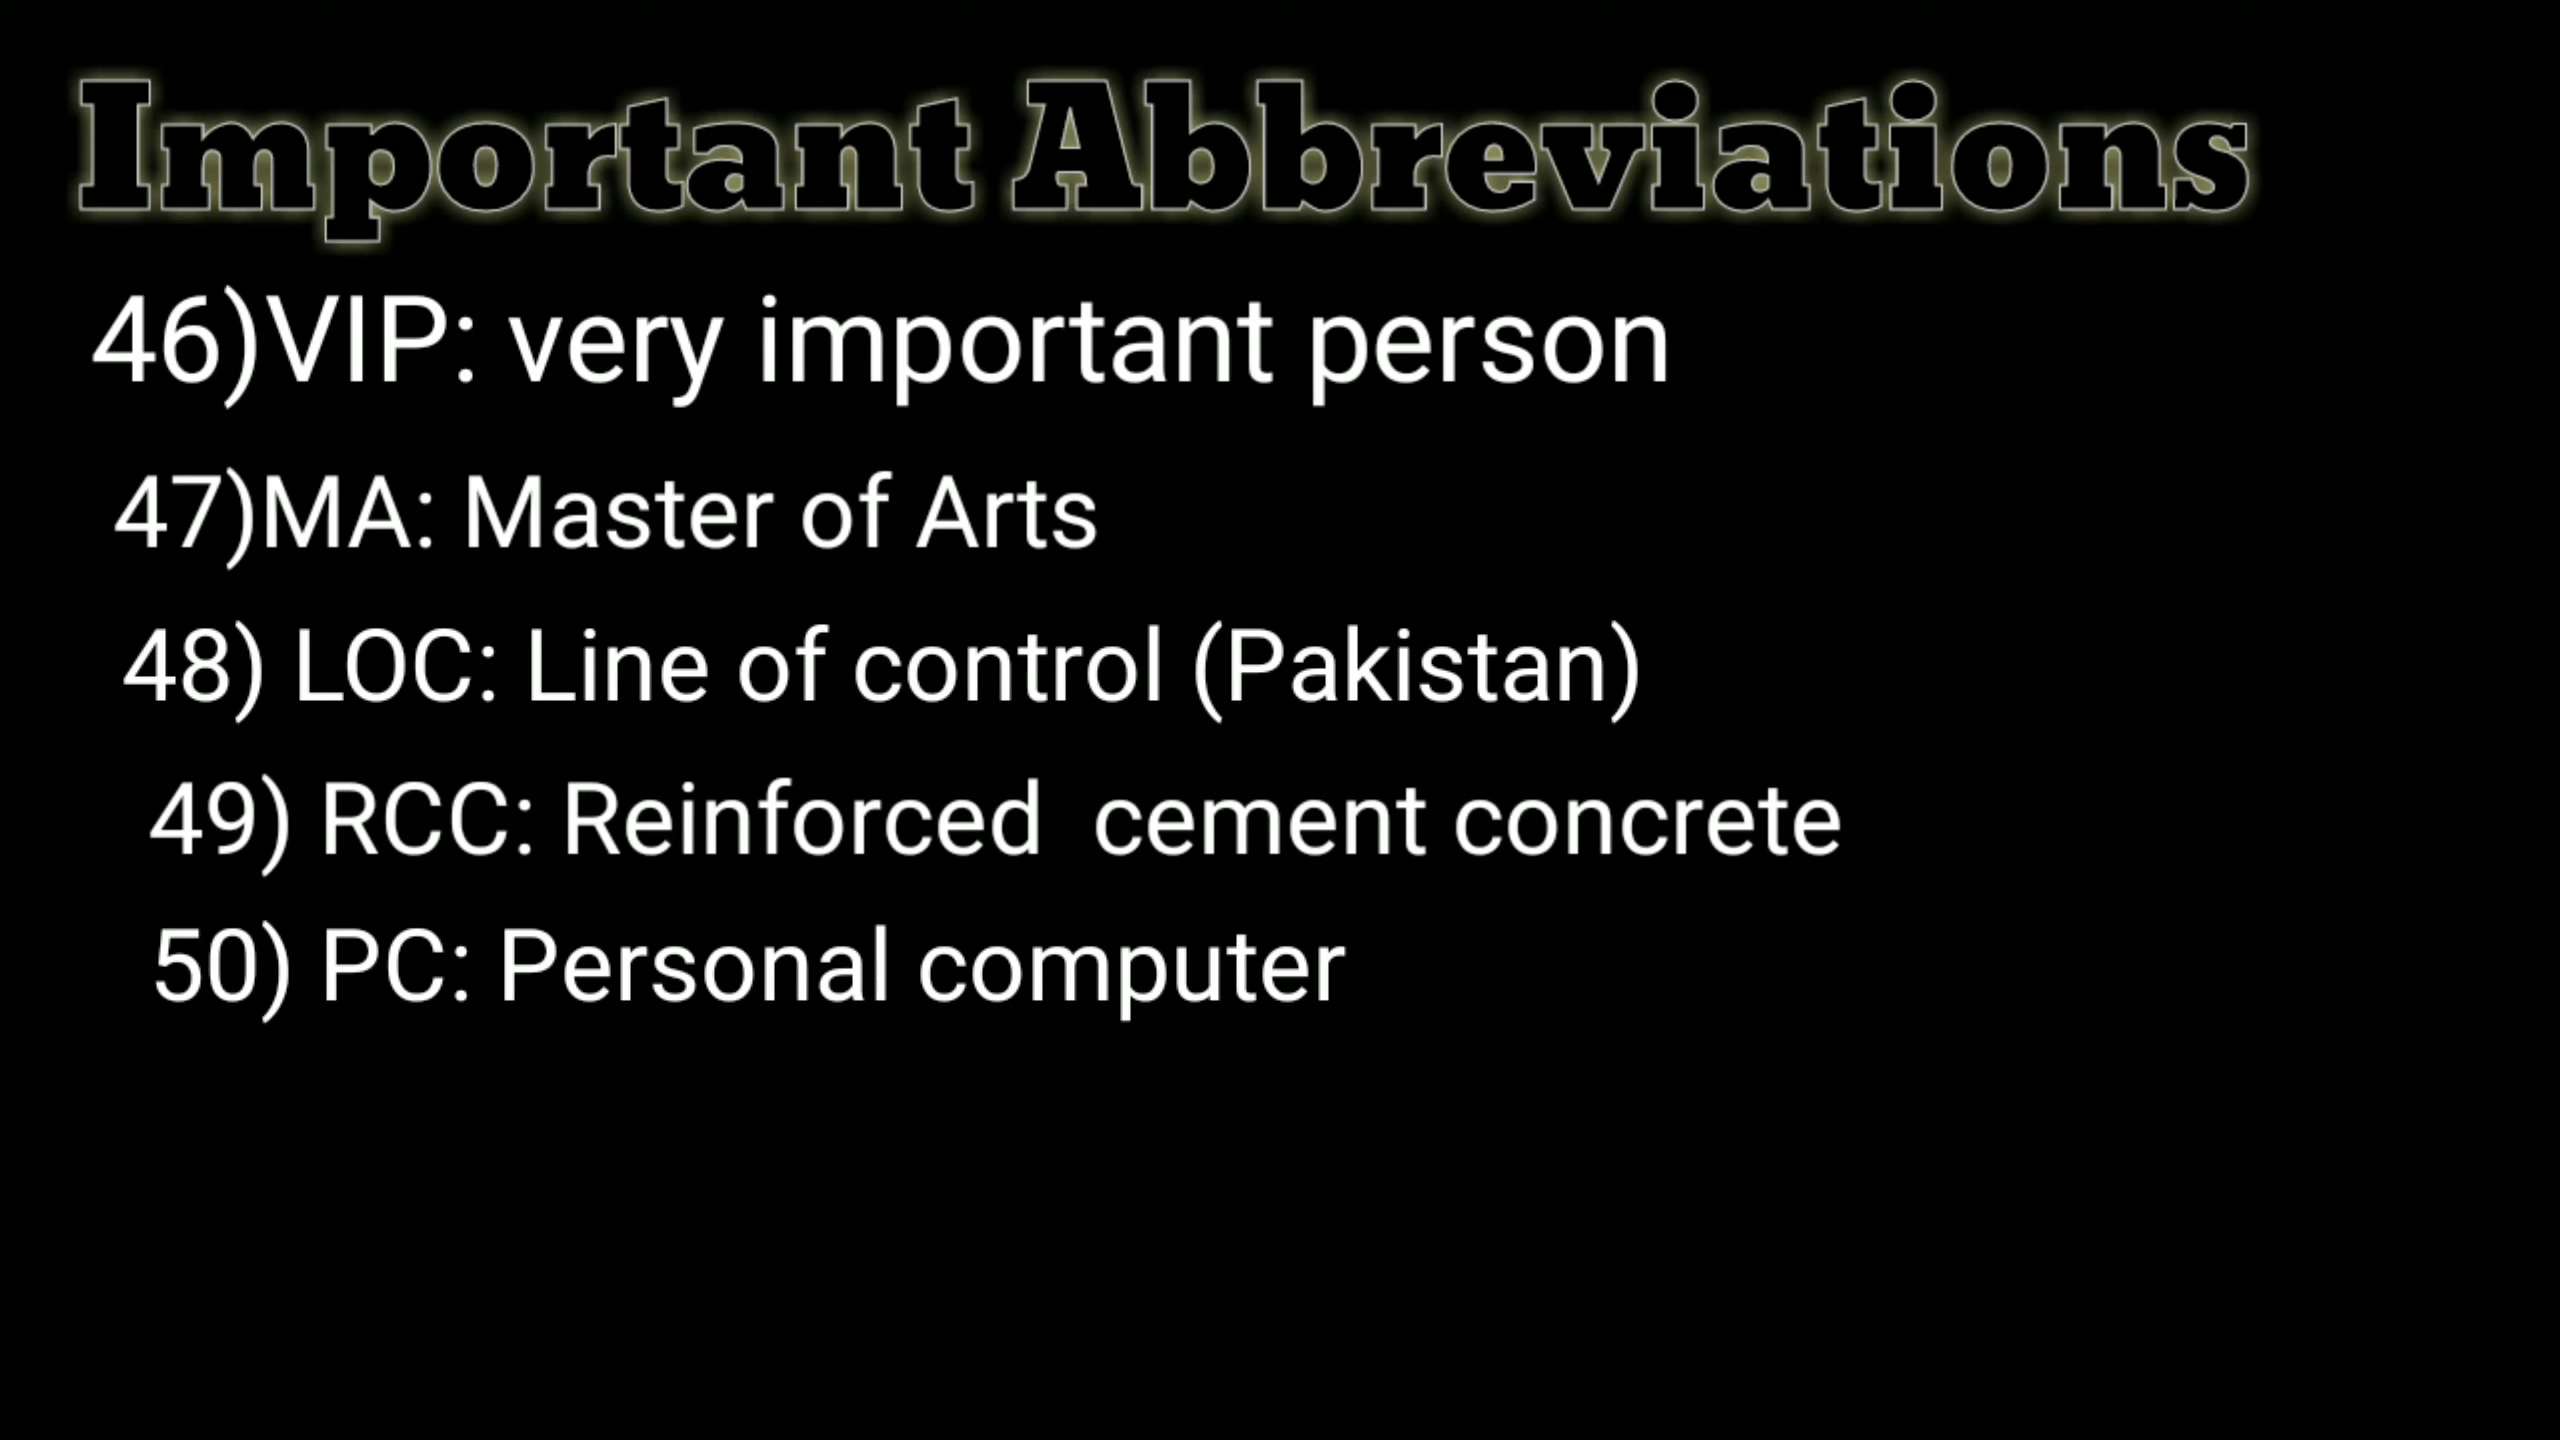 Important Abbreviations
46)VIP: very important person
47)MA: Master of Arts
48) LOC: Line of control (Pakistan)
49) RCC: Reinforced  cement concrete
50) PC: Personal computer